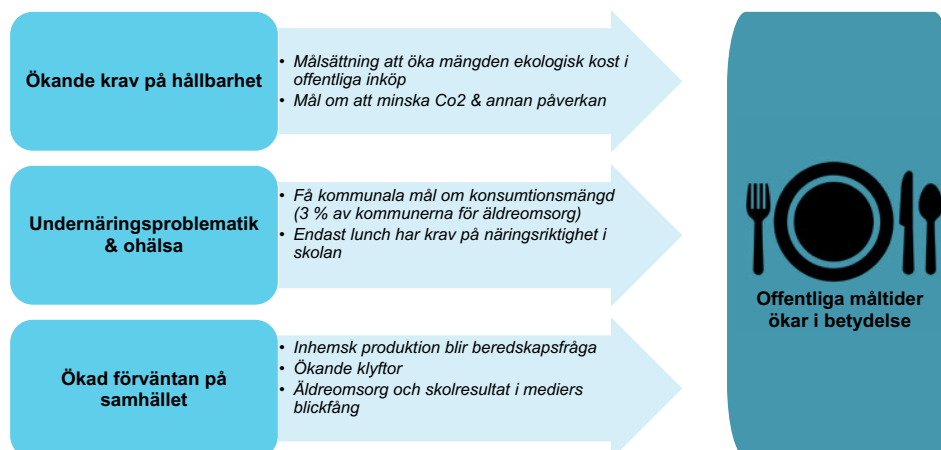 Ökande krav på hållbarhet
• Målsättning att öka mängden ekologisk kost i
offentliga inköp
• Mål om att minska Co2 & annan påverkan
Undernäringsproblematik
& ohälsa
• Få kommunala mål om konsumtionsmängd
(3 % av kommunerna för äldreomsorg)
• Endast lunch har krav på näringsriktighet i
skolan
Ökad förväntan på
samhället
• Inhemsk produktion blir beredskapsfråga
• Ökande klyftor
• Äldreomsorg och skolresultat i mediers
blickfång
Offentliga måltider
ökar i betydelse